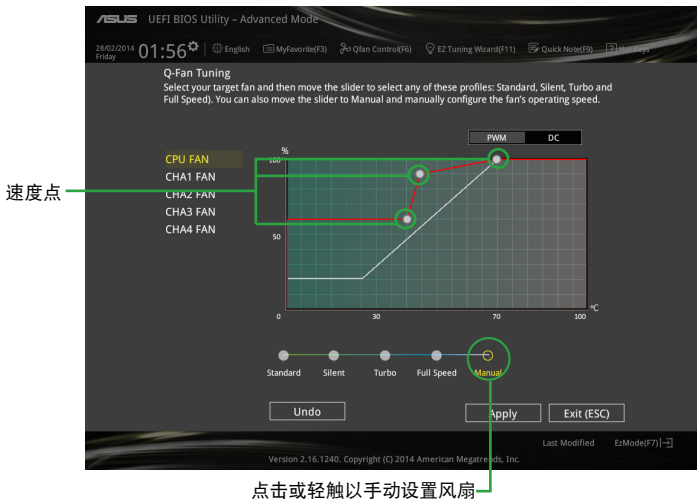 ASUS UEFI BIOS Utility – Advanced Mode
28/02/2014 Friday 01:56 English MyFavorite(F3) Qfan Control(F6) EZ Tuning Wizard(F11) Quick Note(F9) ? Hot Keys
Q-Fan Tuning
Select your target fan and then move the slider to select any of these profiles: Standard, Silent, Turbo and
Full Speed). You can also move the slider to Manual and manually configure the fan's operating speed.
PWM DC
CPU FAN
CHA1 FAN
CHA2 FAN
CHA3 FAN
CHA4 FAN
速度点
%
100
50
0 30 70 100
°C
Standard Silent Turbo Full Speed Manual
Undo Apply Exit (ESC)
Last Modified EzMode(F7)
Version 2.16.1240. Copyright (C) 2014 American Megatrends, Inc.
点击或轻触以手动设置风扇